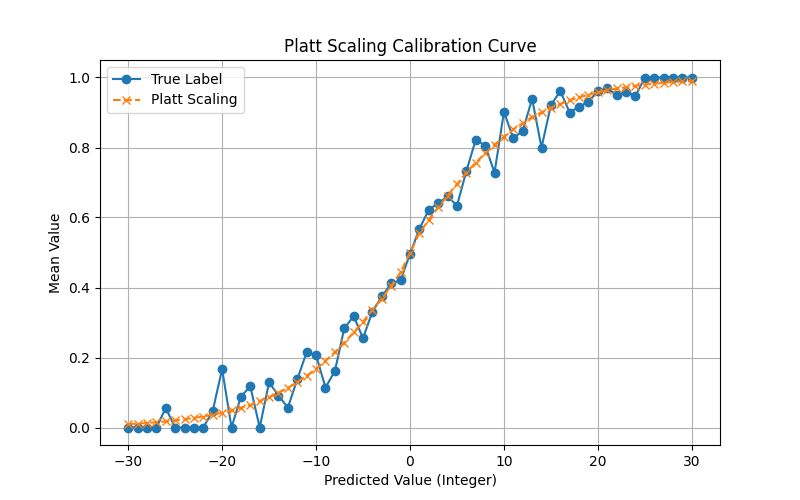 Platt Scaling Calibration Curve
True Label
Platt Scaling
Mean Value
1.0
0.8
0.6
0.4
0.2
0.0
−30
−20
−10
0
10
20
30
Predicted Value (Integer)